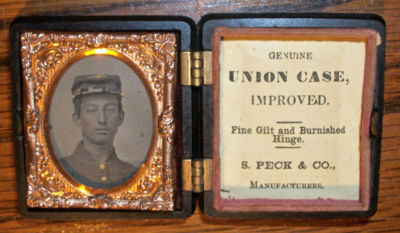 GENUINE
UNION CASE,
IMPROVED.
Fine Gilt and Burnished
Hinge.
S. PECK & CO.,
MANUFACTURERS.